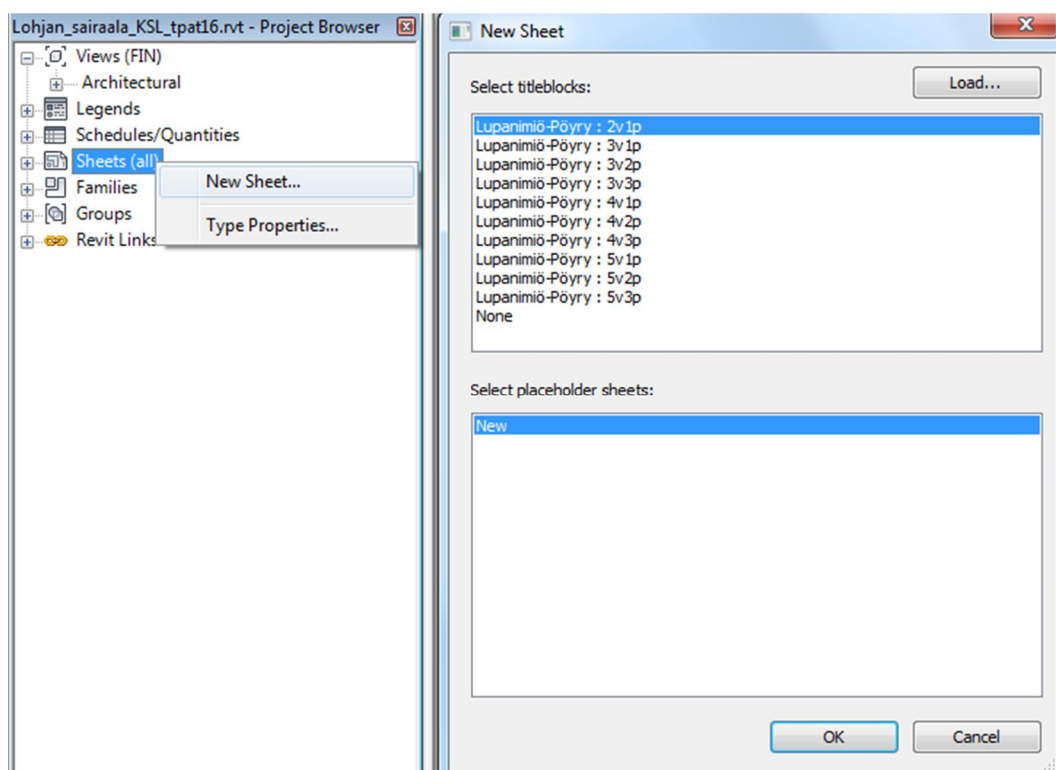 Lohjan_sairaala_KSL_tpat16.rvt - Project Browser
Views (FIN)
Architectural
Legends
Schedules/Quantities
Sheets (all)
Families
Groups
Revit Links
New Sheet...
Type Properties...
New Sheet
Select titleblocks:
Load...
Lupanimiö-Pöyry : 2v1p
Lupanimiö-Pöyry : 3v1p
Lupanimiö-Pöyry : 3v2p
Lupanimiö-Pöyry : 3v3p
Lupanimiö-Pöyry : 4v1p
Lupanimiö-Pöyry : 4v2p
Lupanimiö-Pöyry : 4v3p
Lupanimiö-Pöyry : 5v1p
Lupanimiö-Pöyry : 5v2p
Lupanimiö-Pöyry : 5v3p
None
Select placeholder sheets:
New
OK
Cancel